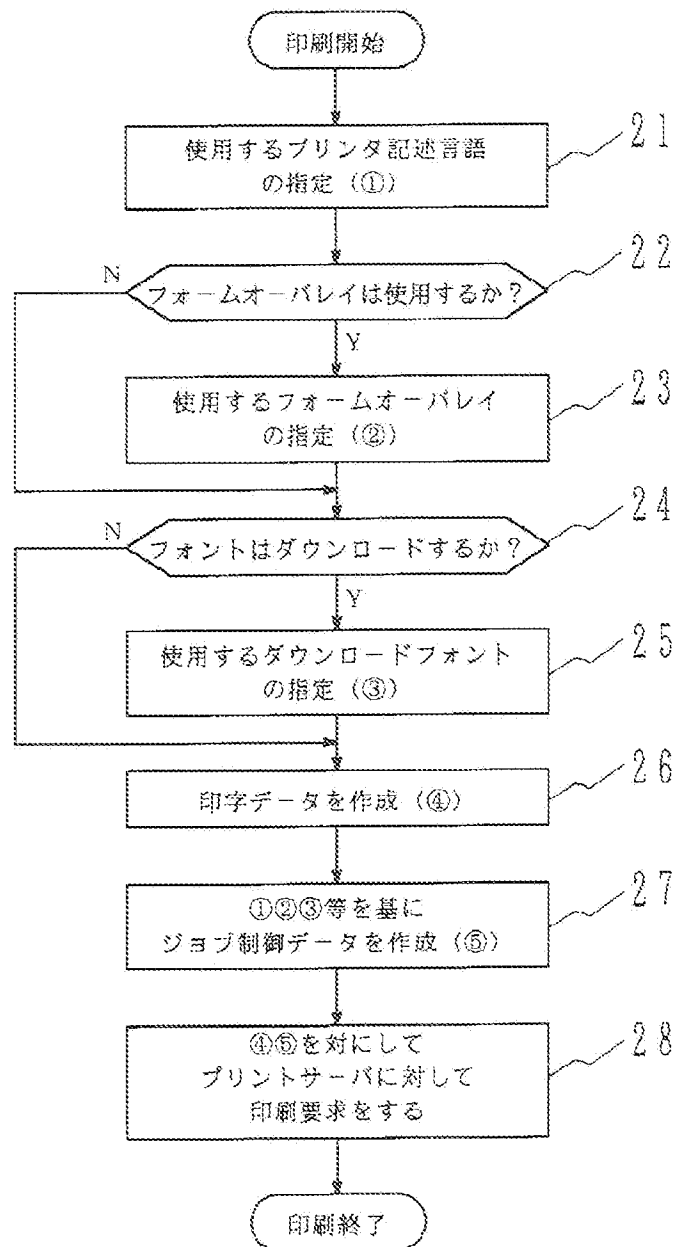 印刷開始
使用するプリンタ記述言語
の指定(①)
21
フォームオーバレイは使用するか?
22
N
Y
使用するフォームオーバレイ
の指定(②)
23
フォントはダウンロードするか?
24
N
Y
使用するダウンロードフォント
の指定(③)
25
印字データを作成(④)
26
①②③等を基に
ジョブ制御データを作成(⑤)
27
④⑤を対にして
プリントサーバに対して
印刷要求をする
28
印刷終了